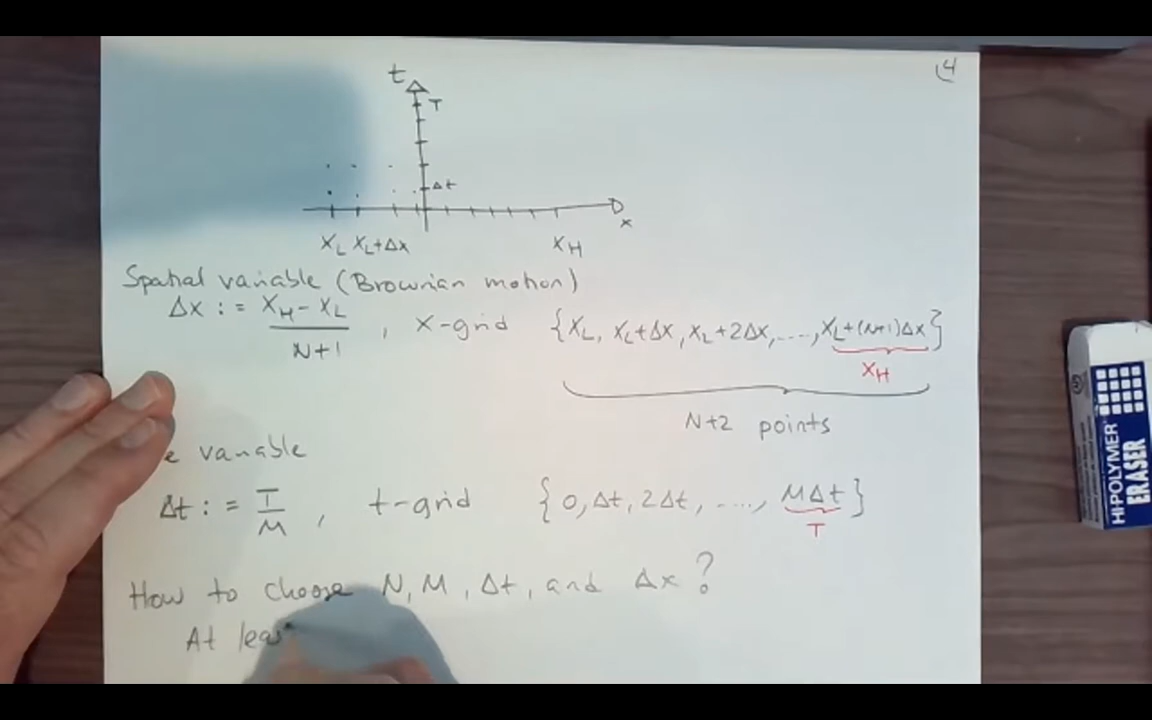 4
t
T
Δt
x
X_L X_L+Δx X_H
Spatial variable (Brownian motion)
Δx := (X_H - X_L)/(N+1) , X-grid {X_L, X_L+Δx, X_L+2Δx, ...., X_L+(N+1)Δx}
X_H
N+2 points
e variable
Δt := T/M , t-grid {0, Δt, 2Δt, ...., MΔt}
T
How to choose N, M, Δt, and Δx ?
At leas
HI-POLYMER
ERASER